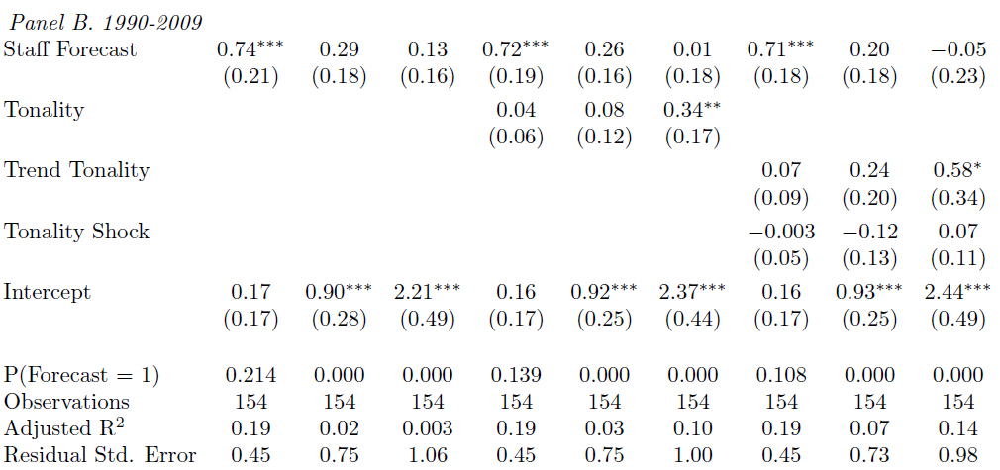 Panel B. 1990-2009
Staff Forecast 0.74*** 0.29 0.13 0.72*** 0.26 0.01 0.71*** 0.20 −0.05
(0.21) (0.18) (0.16) (0.19) (0.16) (0.18) (0.18) (0.18) (0.23)
Tonality 0.04 0.08 0.34**
(0.06) (0.12) (0.17)
Trend Tonality 0.07 0.24 0.58*
(0.09) (0.20) (0.34)
Tonality Shock −0.003 −0.12 0.07
(0.05) (0.13) (0.11)
Intercept 0.17 0.90*** 2.21*** 0.16 0.92*** 2.37*** 0.16 0.93*** 2.44***
(0.17) (0.28) (0.49) (0.17) (0.25) (0.44) (0.17) (0.25) (0.49)
P(Forecast = 1) 0.214 0.000 0.000 0.139 0.000 0.000 0.108 0.000 0.000
Observations 154 154 154 154 154 154 154 154 154
Adjusted R² 0.19 0.02 0.003 0.19 0.03 0.10 0.19 0.07 0.14
Residual Std. Error 0.45 0.75 1.06 0.45 0.75 1.00 0.45 0.73 0.98